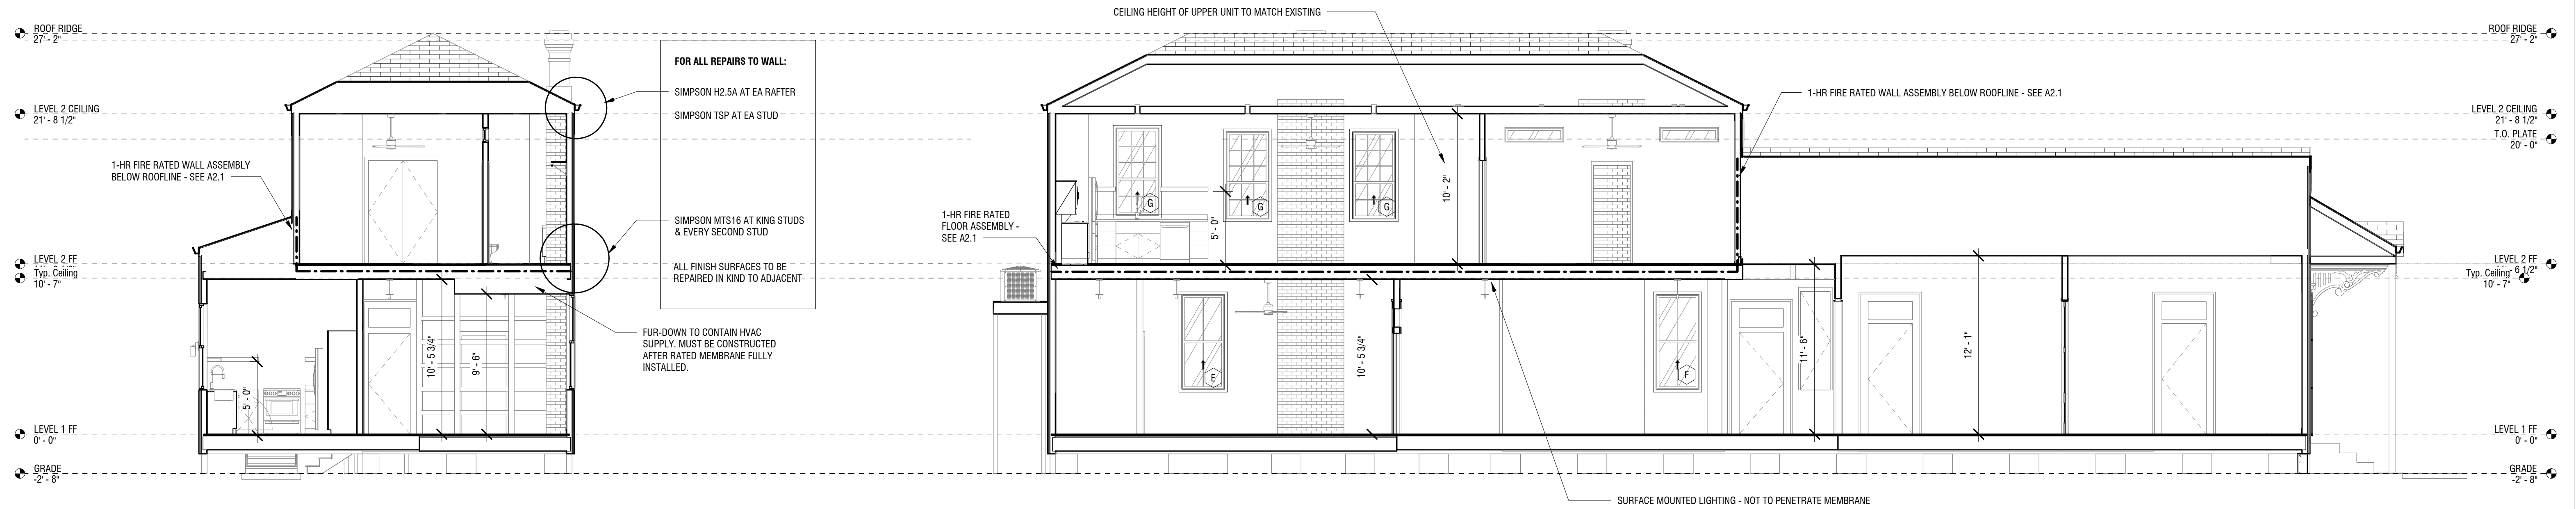 ROOF RIDGE
27' - 2"
LEVEL 2 CEILING
21' - 8 1/2"
1-HR FIRE RATED WALL ASSEMBLY
BELOW ROOFLINE - SEE A2.1
LEVEL 2 FF
Typ. Ceiling
10' - 7"
LEVEL 1 FF
0' - 0"
GRADE
-2' - 8"
5' - 0"
10' - 5 3/4"
9' - 6"
FOR ALL REPAIRS TO WALL:
SIMPSON H2.5A AT EA RAFTER
SIMPSON TSP AT EA STUD
SIMPSON MTS16 AT KING STUDS
& EVERY SECOND STUD
ALL FINISH SURFACES TO BE
REPAIRED IN KIND TO ADJACENT
FUR-DOWN TO CONTAIN HVAC
SUPPLY. MUST BE CONSTRUCTED
AFTER RATED MEMBRANE FULLY
INSTALLED.
CEILING HEIGHT OF UPPER UNIT TO MATCH EXISTING
1-HR FIRE RATED
FLOOR ASSEMBLY -
SEE A2.1
G
G
G
5' - 0"
10' - 2"
E
10' - 5 3/4"
F
11' - 6"
12' - 1"
1-HR FIRE RATED WALL ASSEMBLY BELOW ROOFLINE - SEE A2.1
SURFACE MOUNTED LIGHTING - NOT TO PENETRATE MEMBRANE
ROOF RIDGE
27' - 2"
LEVEL 2 CEILING
21' - 8 1/2"
T.O. PLATE
20' - 0"
LEVEL 2 FF
6 1/2"
Typ. Ceiling
10' - 7"
LEVEL 1 FF
0' - 0"
GRADE
-2' - 8"